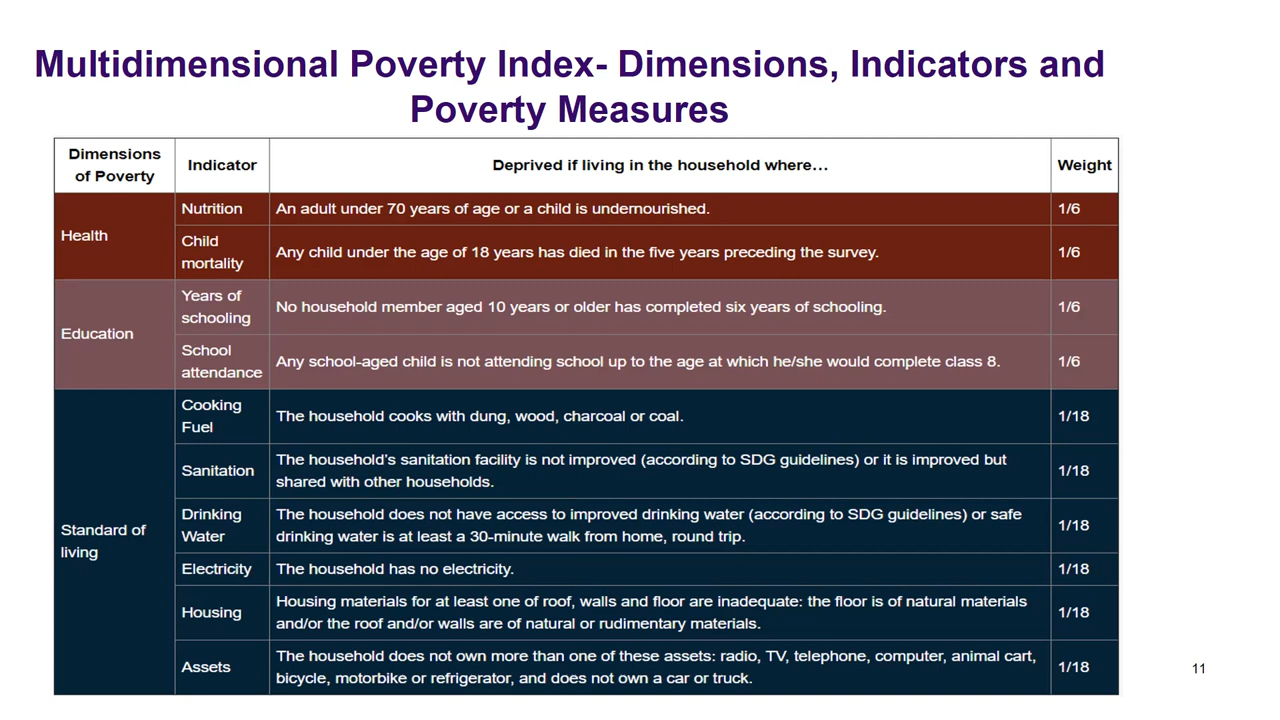 Multidimensional Poverty Index- Dimensions, Indicators and
Poverty Measures
Dimensions
of Poverty
Indicator
Deprived if living in the household where…
Weight
Health
Nutrition
An adult under 70 years of age or a child is undernourished.
1/6
Child
mortality
Any child under the age of 18 years has died in the five years preceding the survey.
1/6
Education
Years of
schooling
No household member aged 10 years or older has completed six years of schooling.
1/6
School
attendance
Any school-aged child is not attending school up to the age at which he/she would complete class 8.
1/6
Standard of
living
Cooking
Fuel
The household cooks with dung, wood, charcoal or coal.
1/18
Sanitation
The household's sanitation facility is not improved (according to SDG guidelines) or it is improved but
shared with other households.
1/18
Drinking
Water
The household does not have access to improved drinking water (according to SDG guidelines) or safe
drinking water is at least a 30-minute walk from home, round trip.
1/18
Electricity
The household has no electricity.
1/18
Housing
Housing materials for at least one of roof, walls and floor are inadequate: the floor is of natural materials
and/or the roof and/or walls are of natural or rudimentary materials.
1/18
Assets
The household does not own more than one of these assets: radio, TV, telephone, computer, animal cart,
bicycle, motorbike or refrigerator, and does not own a car or truck.
1/18
11